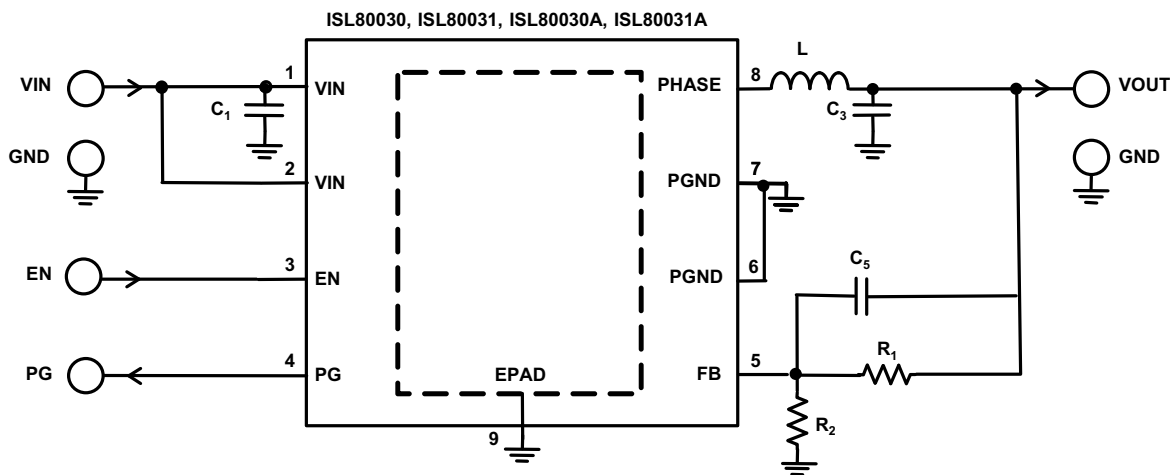 ISL80030, ISL80031, ISL80030A, ISL80031A
VIN
1
VIN
C1
GND
2
VIN
EN
3
EN
PG
4
PG
EPAD
9
PHASE
8
L
C3
VOUT
GND
PGND
7
PGND
6
C5
FB
5
R1
R2